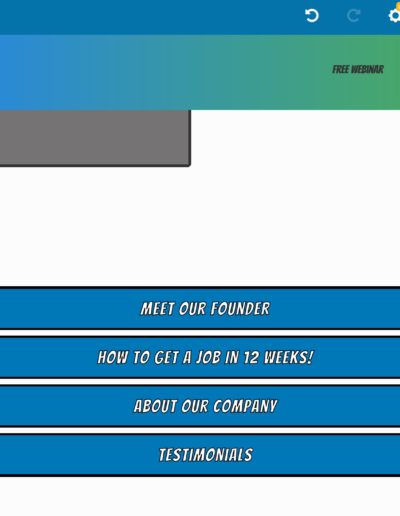 FREE WEBINAR
MEET OUR FOUNDER
HOW TO GET A JOB IN 12 WEEKS!
ABOUT OUR COMPANY
TESTIMONIALS